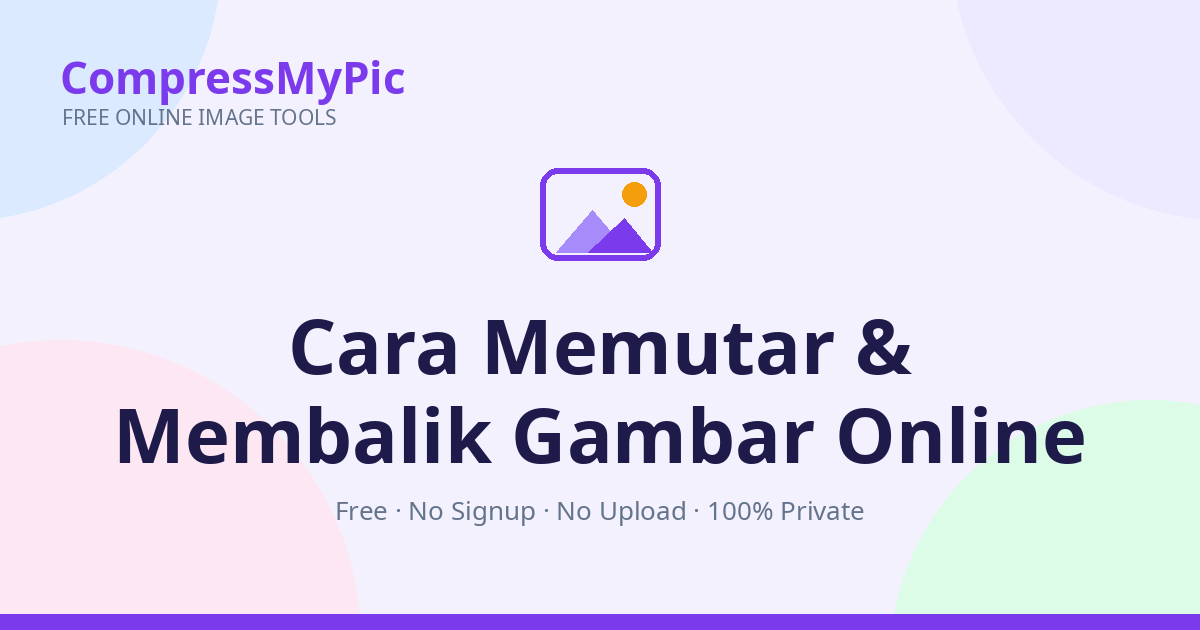 CompressMyPic
FREE ONLINE IMAGE TOOLS
Cara Memutar &
Membalik Gambar Online
Free · No Signup · No Upload · 100% Private